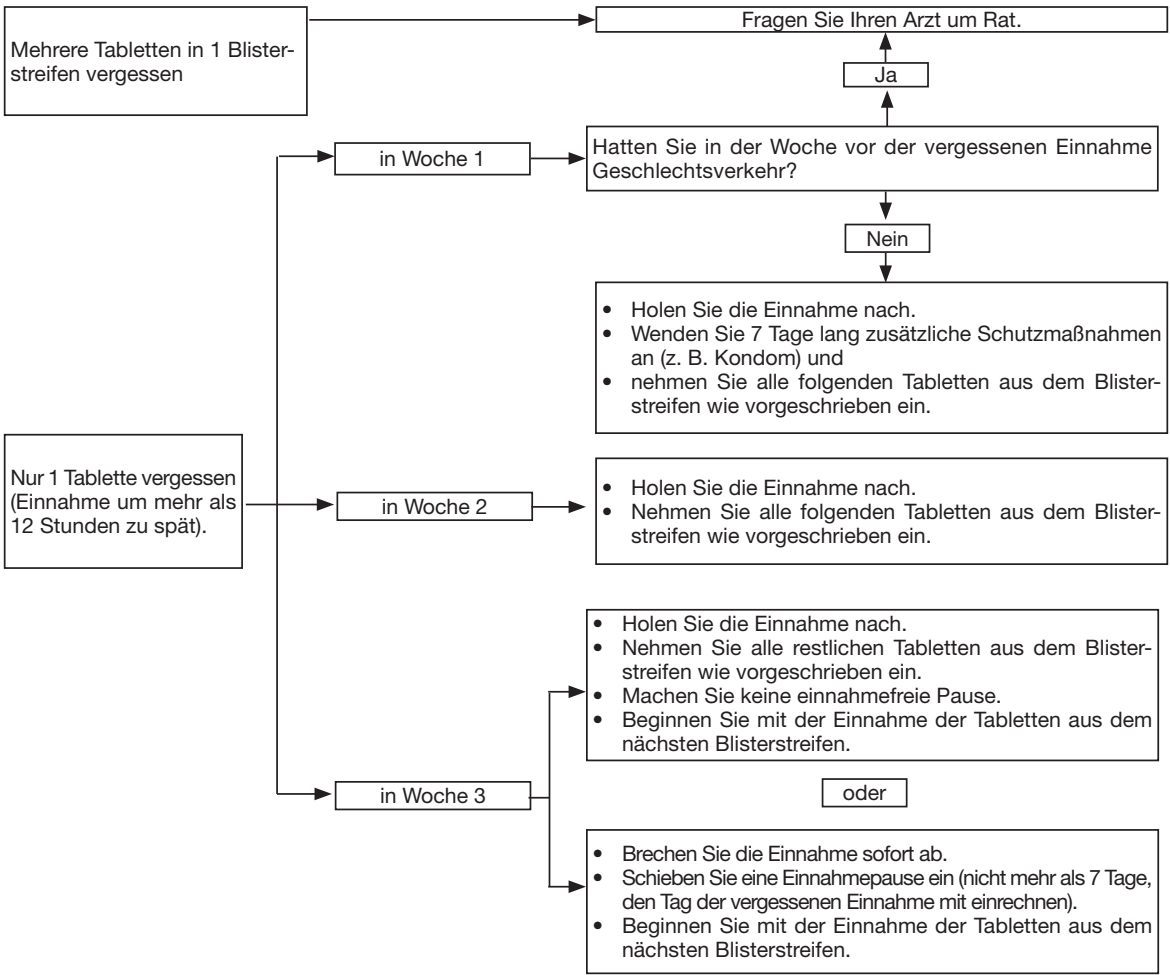 Mehrere Tabletten in 1 Blister-
streifen vergessen
Fragen Sie Ihren Arzt um Rat.
Ja
in Woche 1
Hatten Sie in der Woche vor der vergessenen Einnahme
Geschlechtsverkehr?
Nein
• Holen Sie die Einnahme nach.
• Wenden Sie 7 Tage lang zusätzliche Schutzmaßnahmen
an (z. B. Kondom) und
• nehmen Sie alle folgenden Tabletten aus dem Blister-
streifen wie vorgeschrieben ein.
Nur 1 Tablette vergessen
(Einnahme um mehr als
12 Stunden zu spät).
in Woche 2
• Holen Sie die Einnahme nach.
• Nehmen Sie alle folgenden Tabletten aus dem Blister-
streifen wie vorgeschrieben ein.
in Woche 3
• Holen Sie die Einnahme nach.
• Nehmen Sie alle restlichen Tabletten aus dem Blister-
streifen wie vorgeschrieben ein.
• Machen Sie keine einnahmefreie Pause.
• Beginnen Sie mit der Einnahme der Tabletten aus dem
nächsten Blisterstreifen.
oder
• Brechen Sie die Einnahme sofort ab.
• Schieben Sie eine Einnahmepause ein (nicht mehr als 7 Tage,
den Tag der vergessenen Einnahme mit einrechnen).
• Beginnen Sie mit der Einnahme der Tabletten aus dem
nächsten Blisterstreifen.